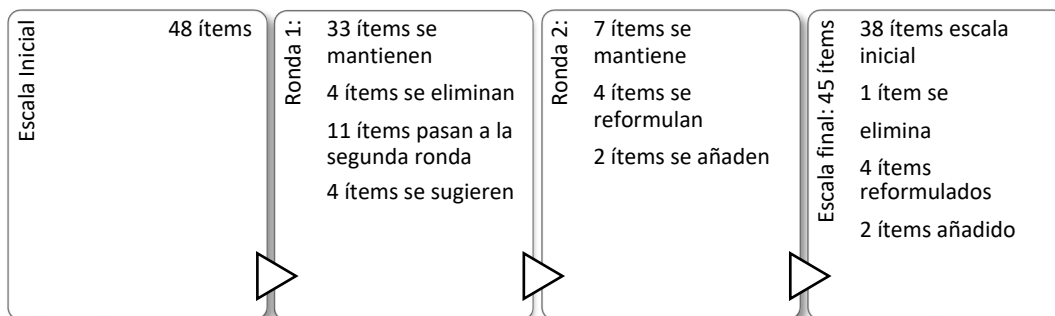 Escala Inicial
48 ítems
Ronda 1:
33 ítems se
mantienen
4 ítems se eliminan
11 ítems pasan a la
segunda ronda
4 ítems se sugieren
Ronda 2:
7 ítems se
mantiene
4 ítems se
reformulan
2 ítems se añaden
Escala final: 45 ítems
38 ítems escala
inicial
1 ítem se
elimina
4 ítems
reformulados
2 ítems añadido